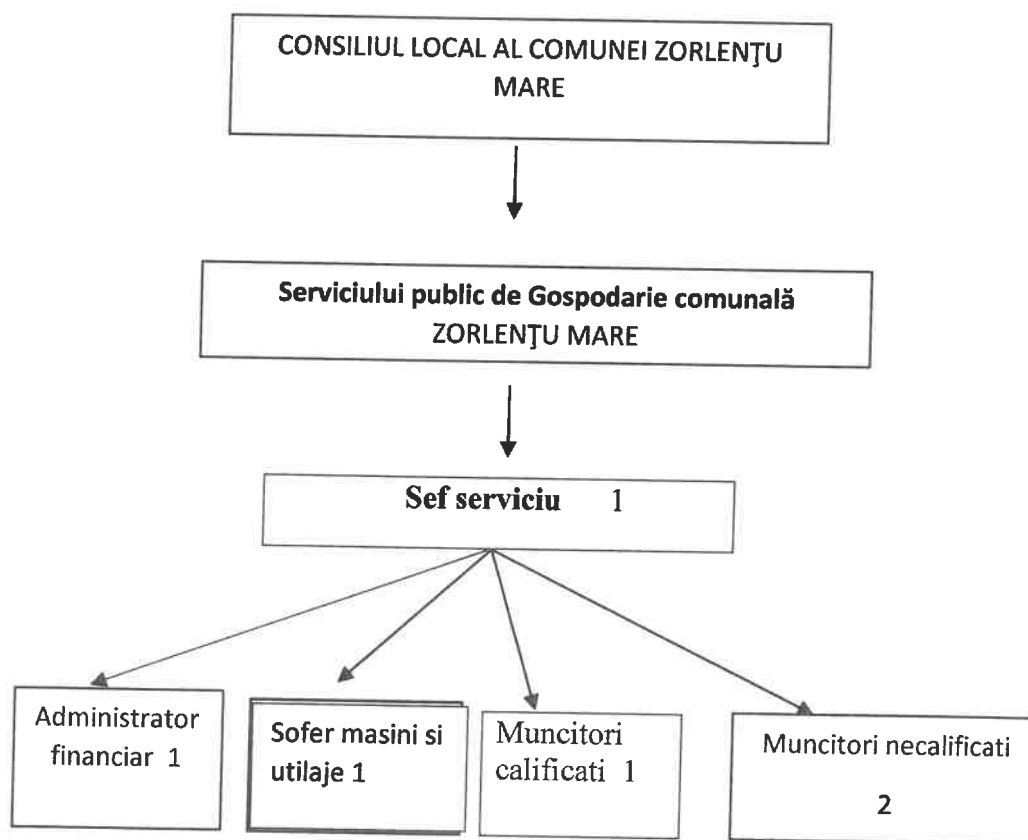 CONSILIUL LOCAL AL COMUNEI ZORLENŢU
MARE
Serviciului public de Gospodarie comunală
ZORLENŢU MARE
Sef serviciu 1
Administrator
financiar 1
Sofer masini si
utilaje 1
Muncitori
calificati 1
Muncitori necalificati
2